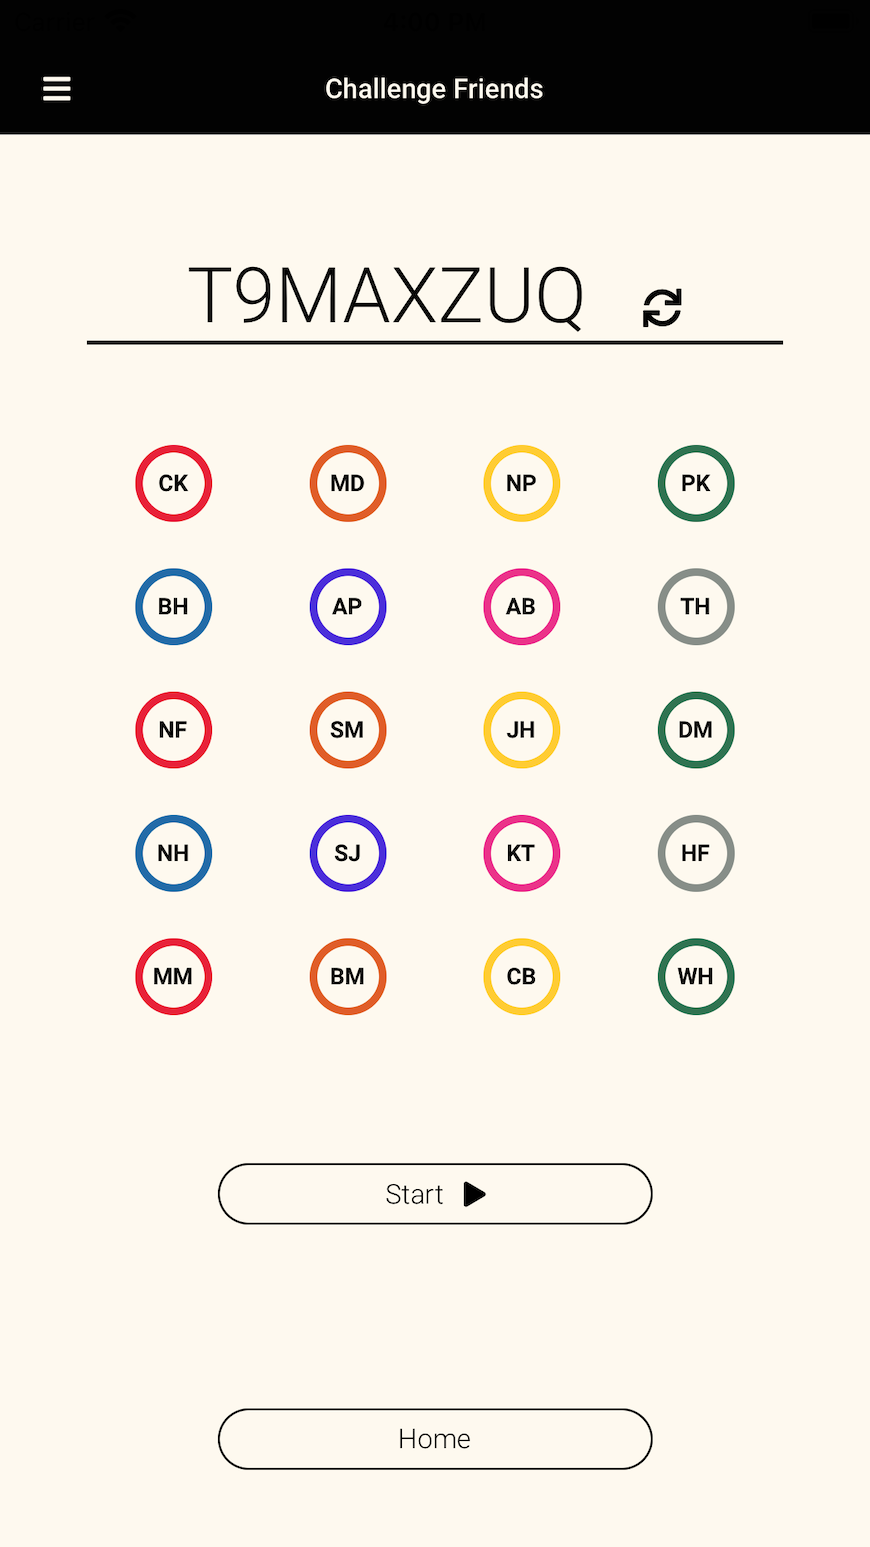 Challenge Friends
T9MAXZUQ
CK MD NP PK
BH AP AB TH
NF SM JH DM
NH SJ KT HF
MM BM CB WH
Start
Home